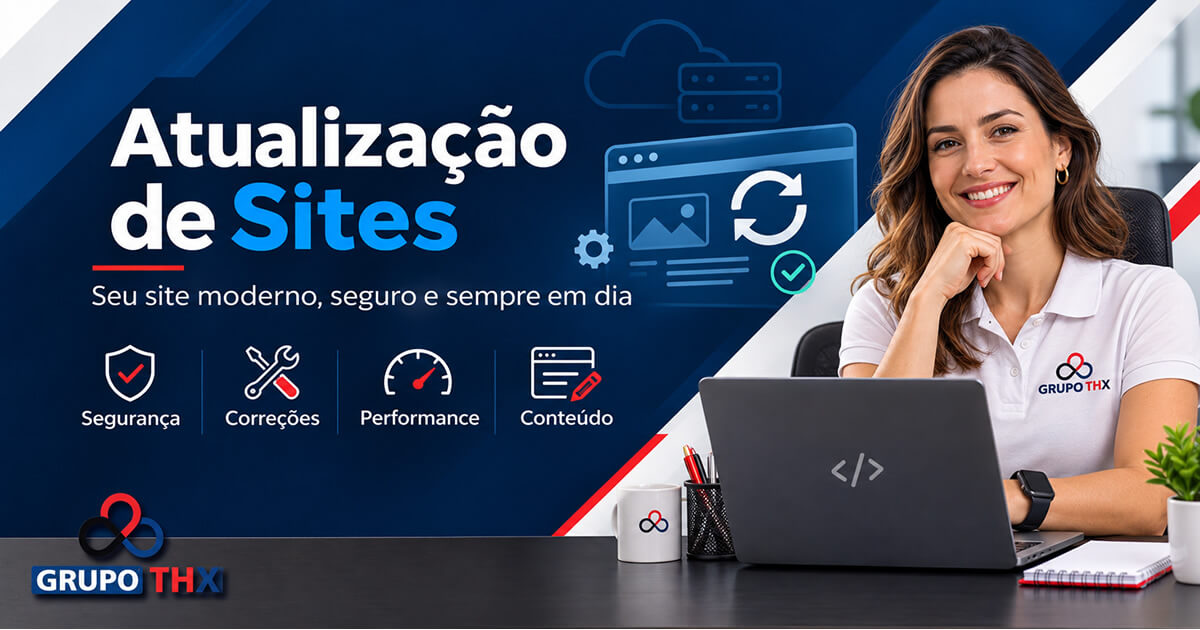 Atualização
de Sites
Seu site moderno, seguro e sempre em dia
Segurança
Correções
Performance
Conteúdo
GRUPO THX
</>
GRUPO THX